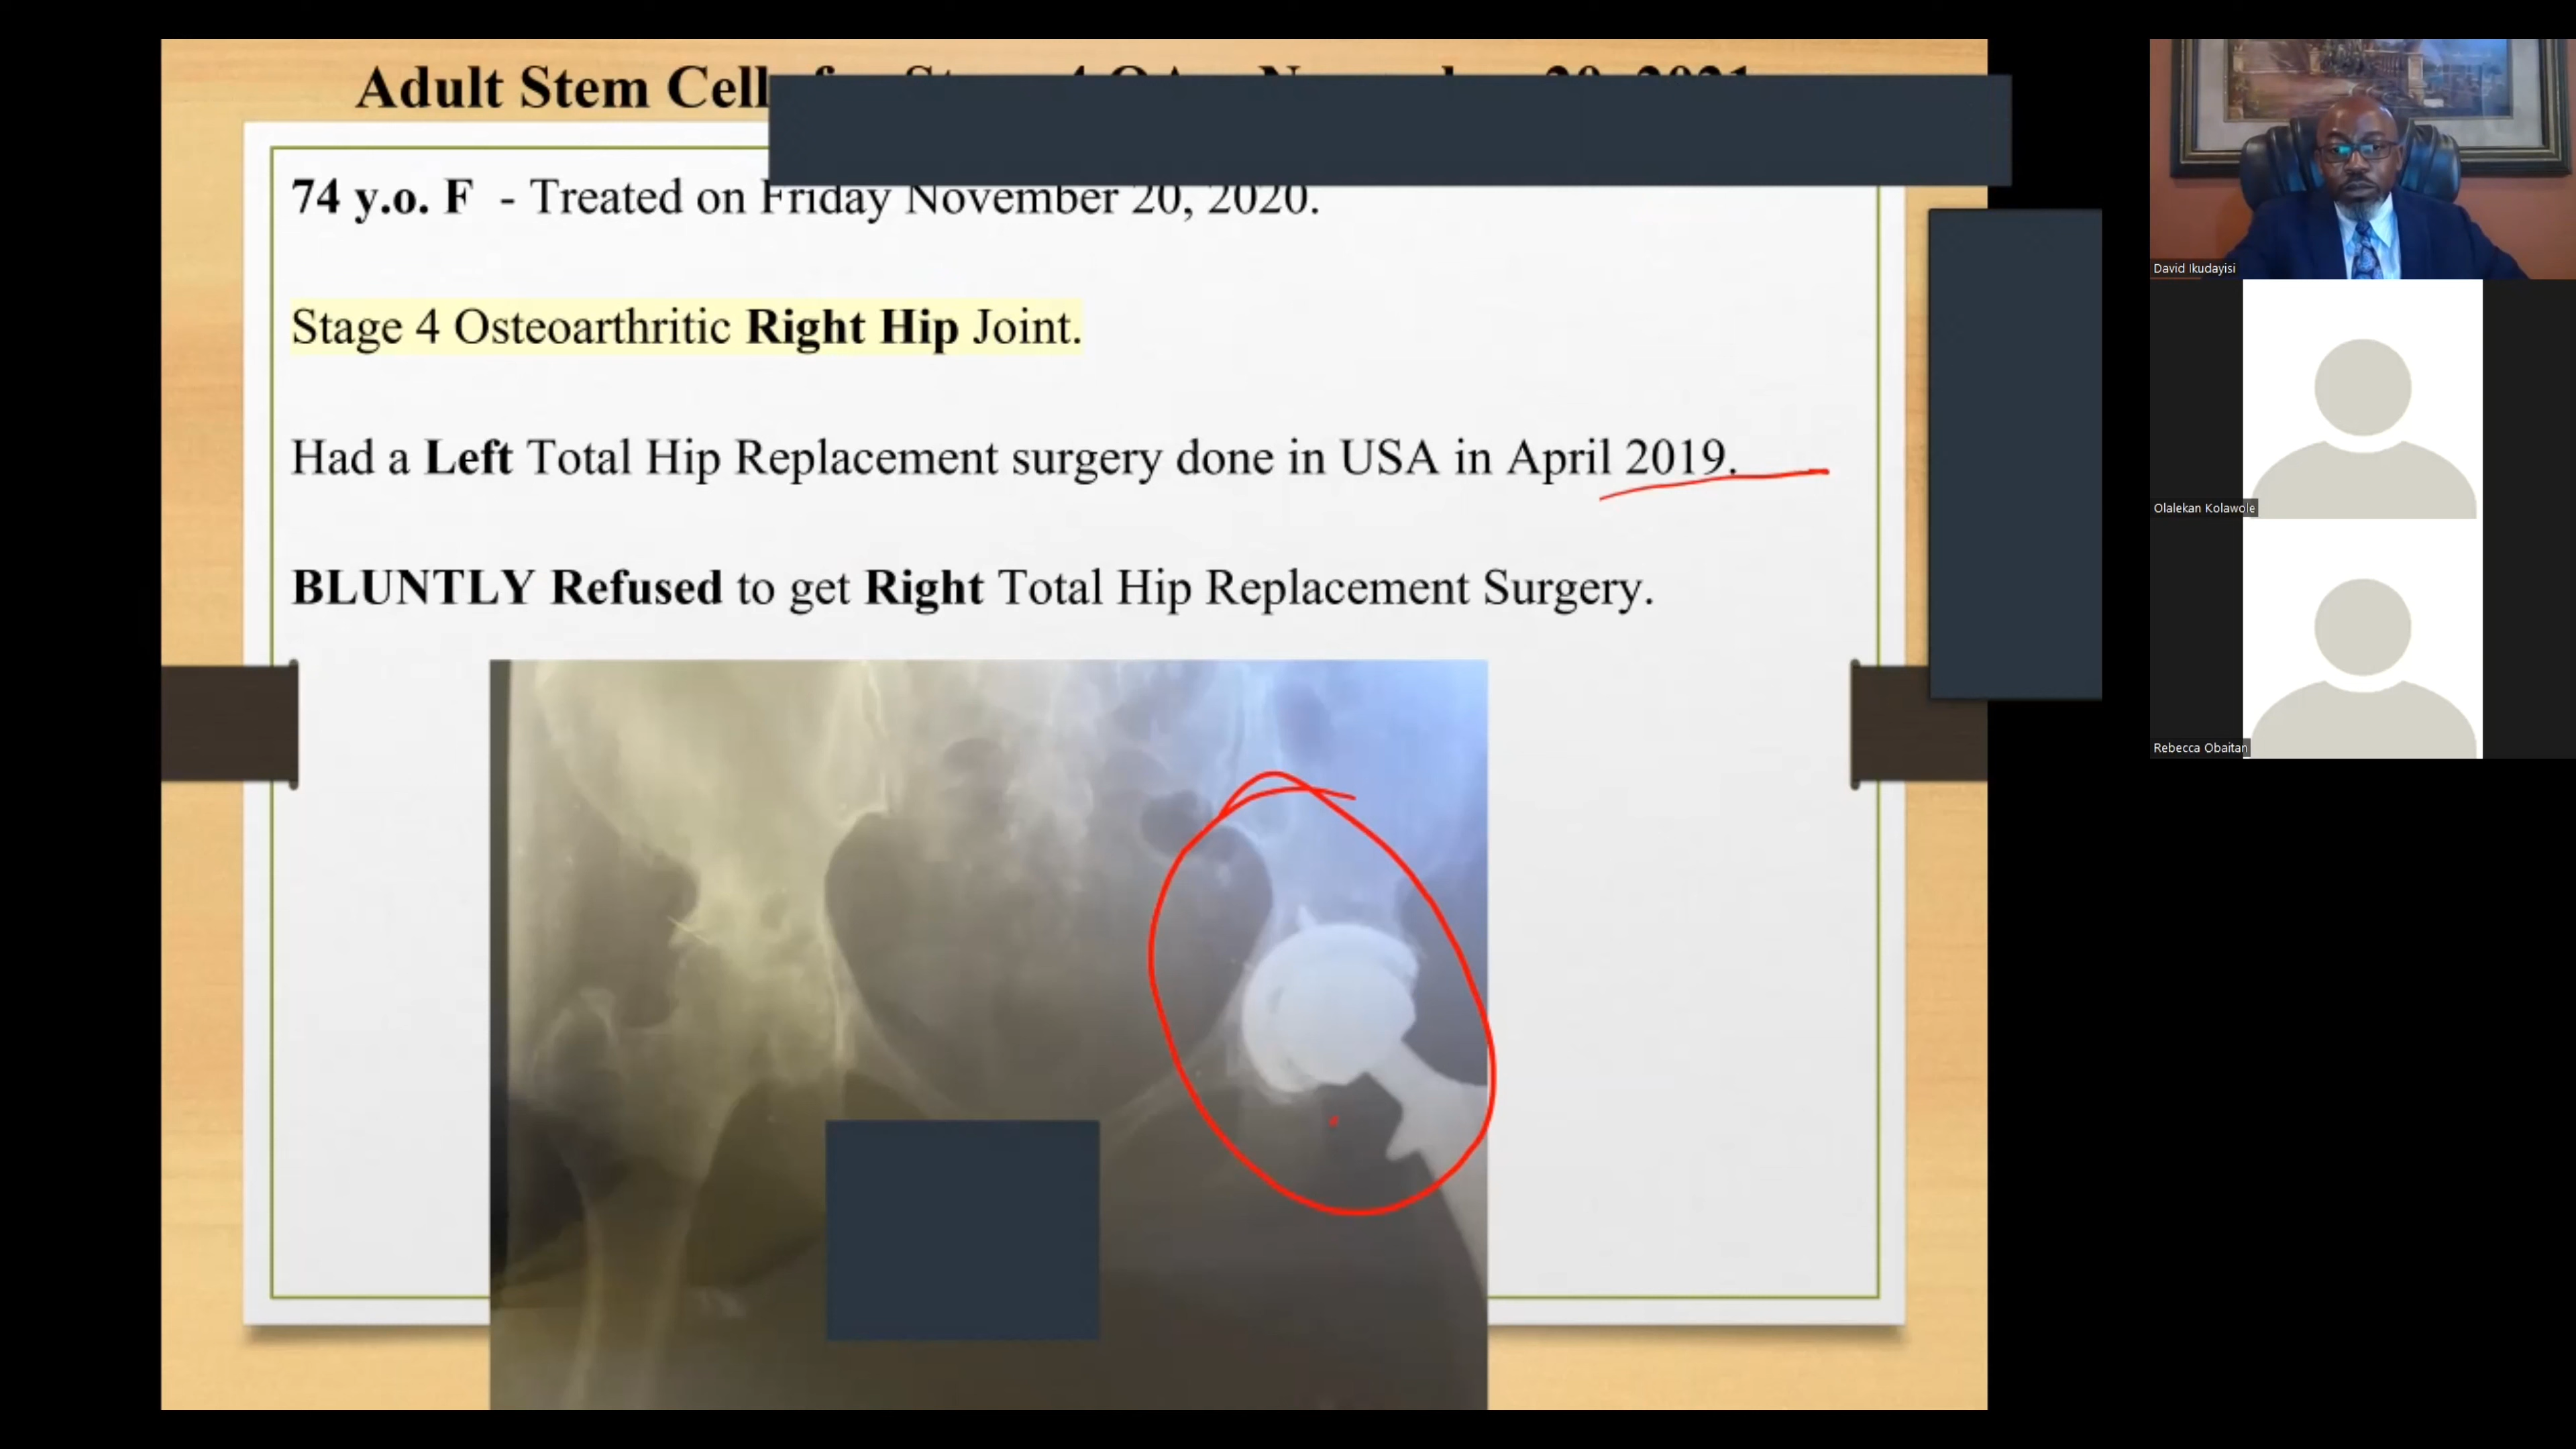 Adult Stem Cell
74 y.o. F - Treated on Friday November 20, 2020.
Stage 4 Osteoarthritic Right Hip Joint.
Had a Left Total Hip Replacement surgery done in USA in April 2019.
BLUNTLY Refused to get Right Total Hip Replacement Surgery.
David Ikudayisi
Olalekan Kolawole
Rebecca Obaitan